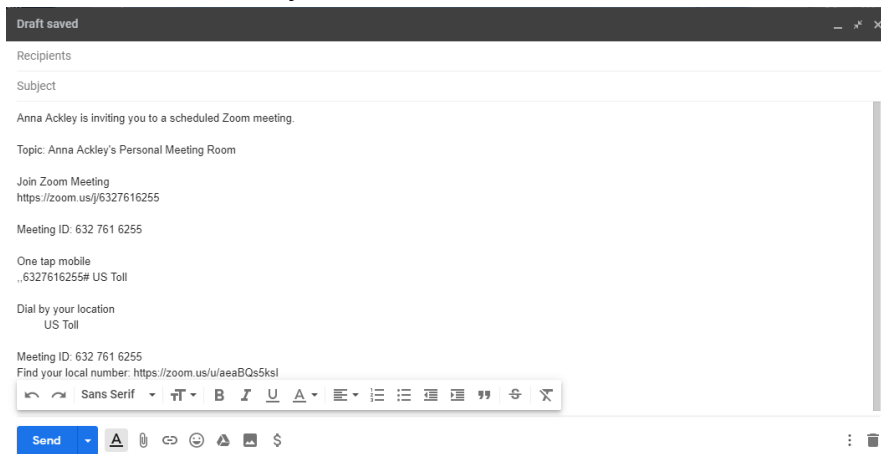 Draft saved
Recipients
Subject
Anna Ackley is inviting you to a scheduled Zoom meeting.
Topic: Anna Ackley's Personal Meeting Room
Join Zoom Meeting
https://zoom.us/j/6327616255
Meeting ID: 632 761 6255
One tap mobile
,,6327616255# US Toll
Dial by your location
US Toll
Meeting ID: 632 761 6255
Find your local number: https://zoom.us/u/aeaBQs5ksI
Sans Serif
Send